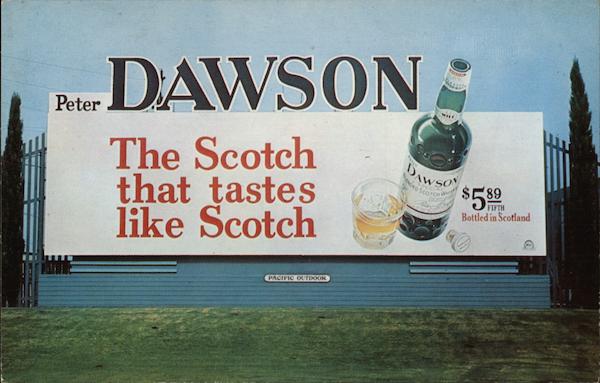 Peter DAWSON
The Scotch
that tastes
like Scotch
DAWSON
$5.89
FIFTH
Bottled in Scotland
PACIFIC OUTDOOR